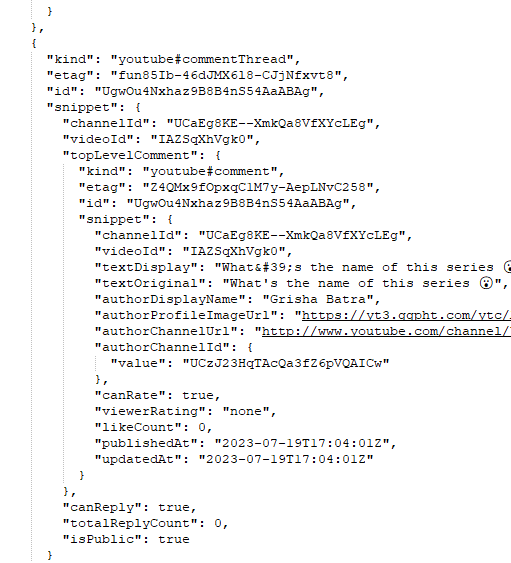 }
},
{
"kind": "youtube#commentThread",
"etag": "fun85Ib-46dJMX6l8-CJjNfxvt8",
"id": "UgwOu4Nxhaz9B8B4nS54AaABAg",
"snippet": {
"channelId": "UCaEg8KE--XmkQa8VfXYcLEg",
"videoId": "IAZSqXhVgk0",
"topLevelComment": {
"kind": "youtube#comment",
"etag": "Z4QMx9fOpxqC1M7y-AepLNvC258",
"id": "UgwOu4Nxhaz9B8B4nS54AaABAg",
"snippet": {
"channelId": "UCaEg8KE--XmkQa8VfXYcLEg",
"videoId": "IAZSqXhVgk0",
"textDisplay": "What&#39;s the name of this series 😮
"textOriginal": "What's the name of this series 😮",
"authorDisplayName": "Grisha Batra",
"authorProfileImageUrl": "https://yt3.ggpht.com/ytc/
"authorChannelUrl": "http://www.youtube.com/channel/
"authorChannelId": {
"value": "UCzJ23HqTAcQa3fZ6pVQAICw"
},
"canRate": true,
"viewerRating": "none",
"likeCount": 0,
"publishedAt": "2023-07-19T17:04:01Z",
"updatedAt": "2023-07-19T17:04:01Z"
}
},
"canReply": true,
"totalReplyCount": 0,
"isPublic": true
}